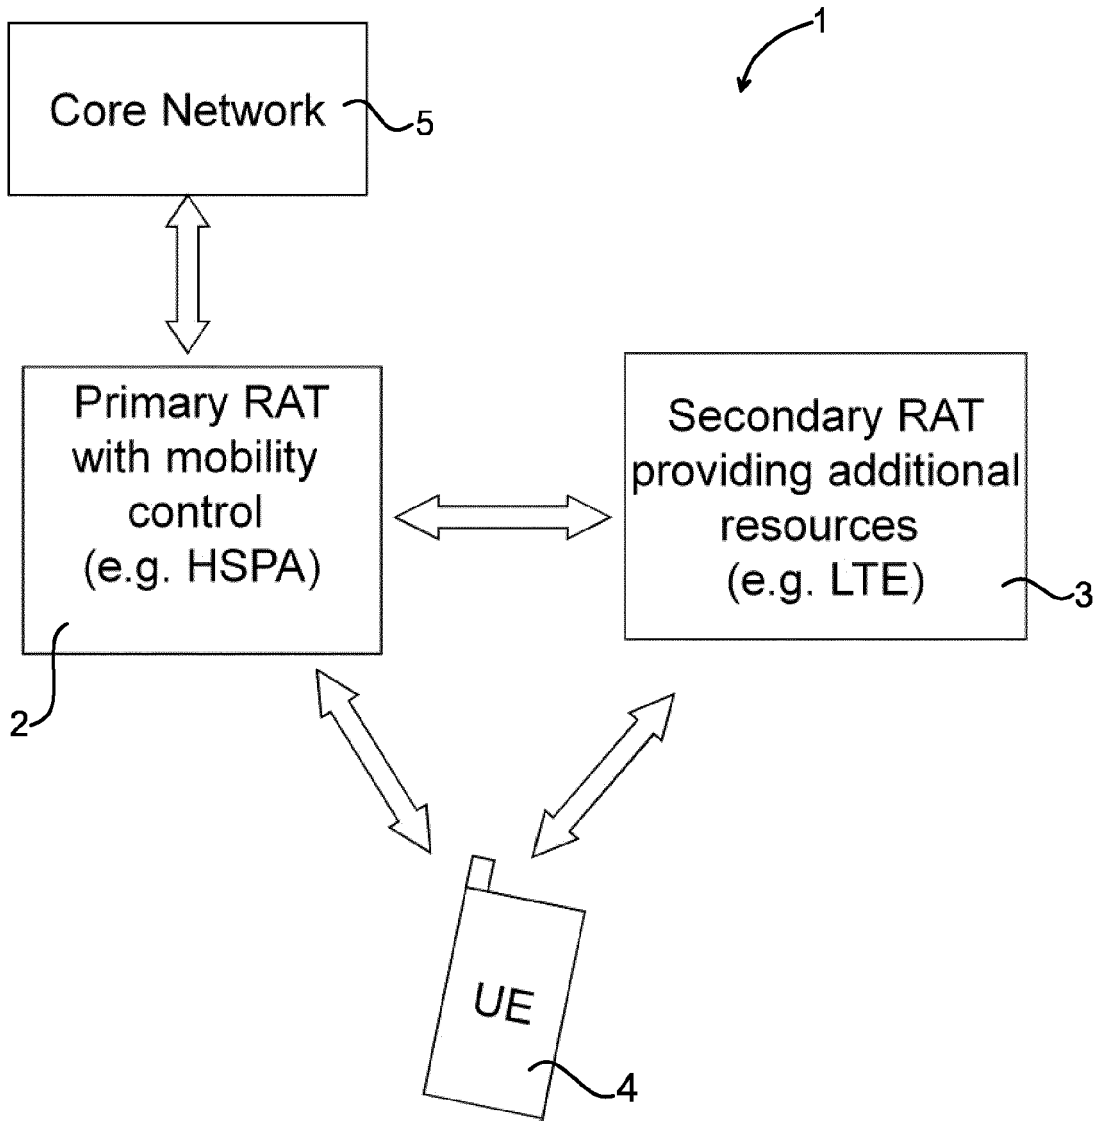 1
Core Network
5
Primary RAT
with mobility
control
(e.g. HSPA)
2
Secondary RAT
providing additional
resources
(e.g. LTE)
3
UE
4